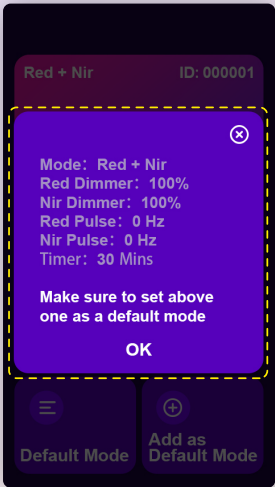 Red + Nir ID: 000001
Mode： Red + Nir
Red Dimmer： 100%
Nir Dimmer： 100%
Red Pulse： 0 Hz
Nir Pulse： 0 Hz
Timer： 30 Mins
Make sure to set above
one as a default mode
OK
Default Mode
Add as
Default Mode